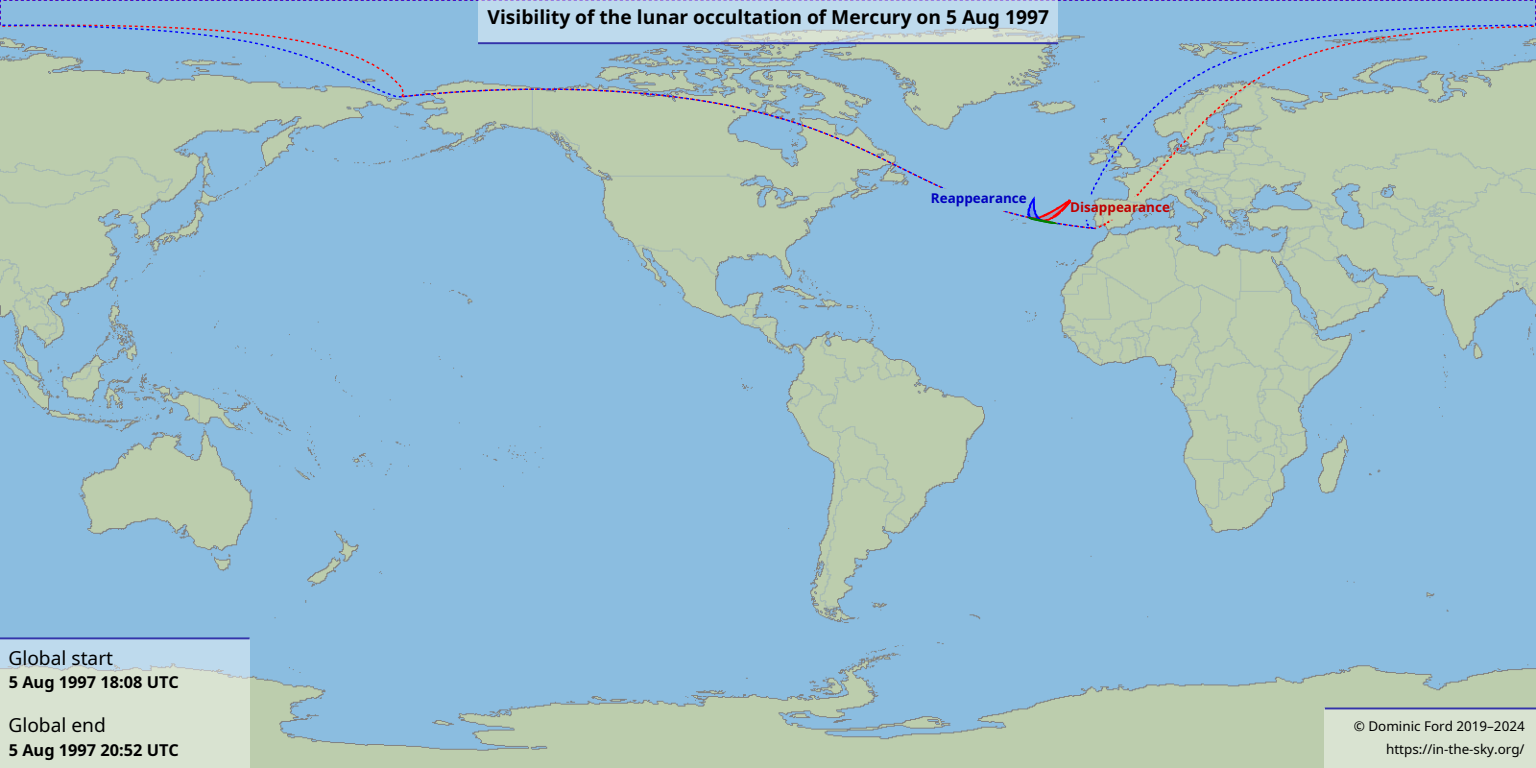 Visibility of the lunar occultation of Mercury on 5 Aug 1997
Reappearance
Disappearance
Global start
5 Aug 1997 18:08 UTC
Global end
5 Aug 1997 20:52 UTC
© Dominic Ford 2019–2024
https://in-the-sky.org/